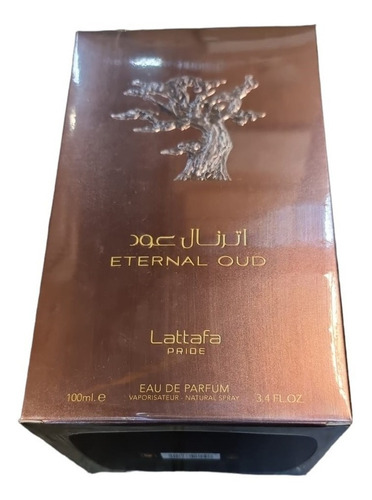 اترنال عود
ETERNAL OUD
Lattafa
PRIDE
EAU DE PARFUM
100ml. e VAPORISATEUR - NATURAL SPRAY 3.4 FL.OZ.